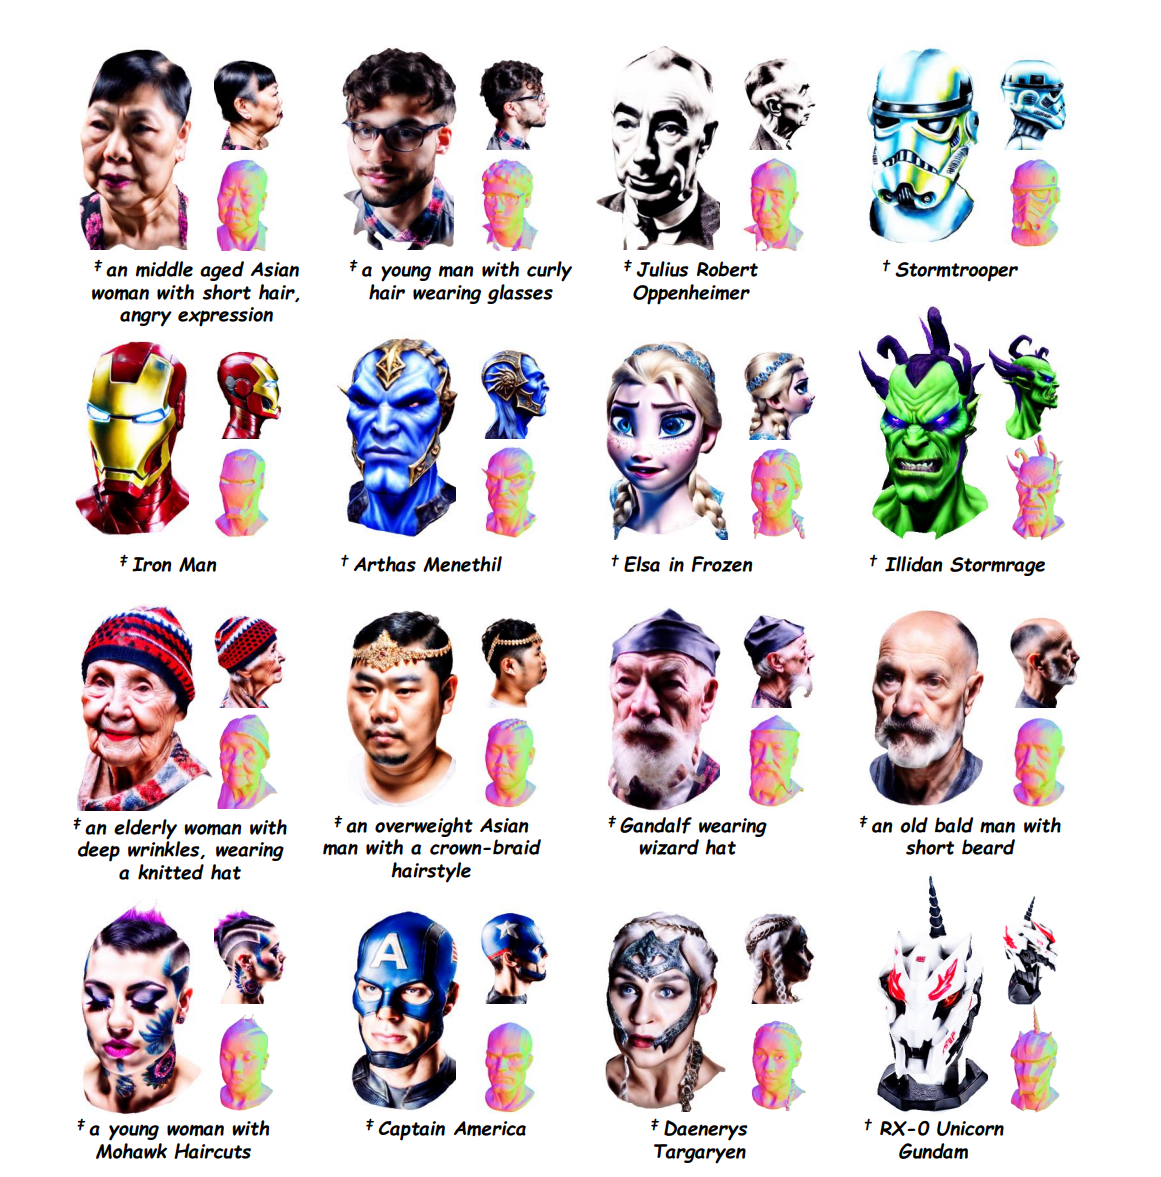 ‡ an middle aged Asian
woman with short hair,
angry expression
‡ a young man with curly
hair wearing glasses
‡ Julius Robert
Oppenheimer
† Stormtrooper
‡ Iron Man
† Arthas Menethil
† Elsa in Frozen
† Illidan Stormrage
‡ an elderly woman with
deep wrinkles, wearing
a knitted hat
‡ an overweight Asian
man with a crown-braid
hairstyle
‡ Gandalf wearing
wizard hat
‡ an old bald man with
short beard
A
‡ a young woman with
Mohawk Haircuts
‡ Captain America
‡ Daenerys
Targaryen
† RX-0 Unicorn
Gundam